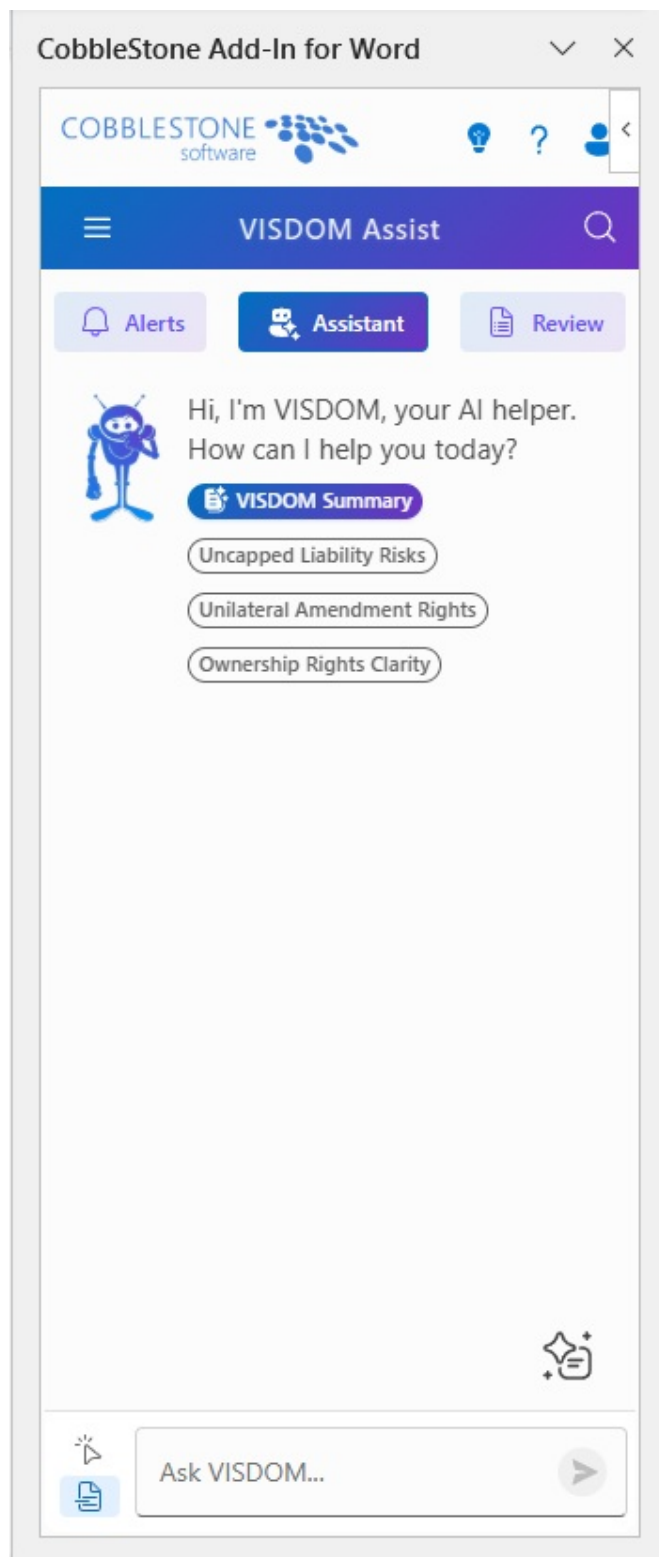 CobbleStone Add-In for Word
COBBLESTONE
software
VISDOM Assist
Alerts
Assistant
Review
Hi, I'm VISDOM, your AI helper.
How can I help you today?
VISDOM Summary
Uncapped Liability Risks
Unilateral Amendment Rights
Ownership Rights Clarity
Ask VISDOM...